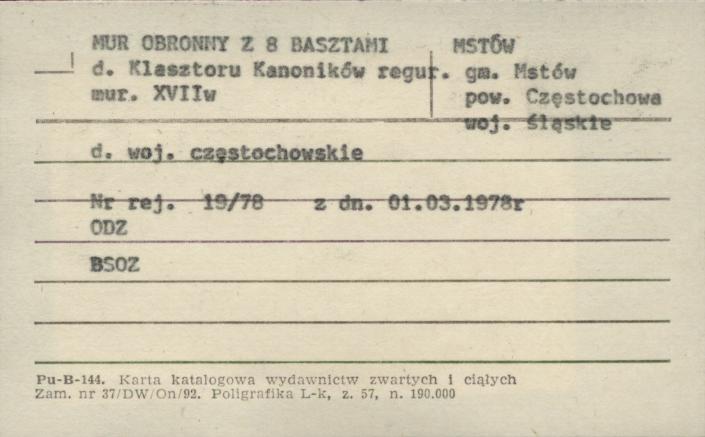 MUR OBRONNY Z 8 BASZTAMI
d. Klasztoru Kanoników regur.
mur. XVIIw
MSTÓW
gm. Mstów
pow. Częstochowa
woj. śląskie
d. woj. częstochowskie
Nr rej. 19/78 z dn. 01.03.1978r
ODZ
BSOZ
Pu-B-144. Karta katalogowa wydawnictw zwartych i ciąłych
Zam. nr 37/DW/On/92. Poligrafika L-k, z. 57, n. 190.000